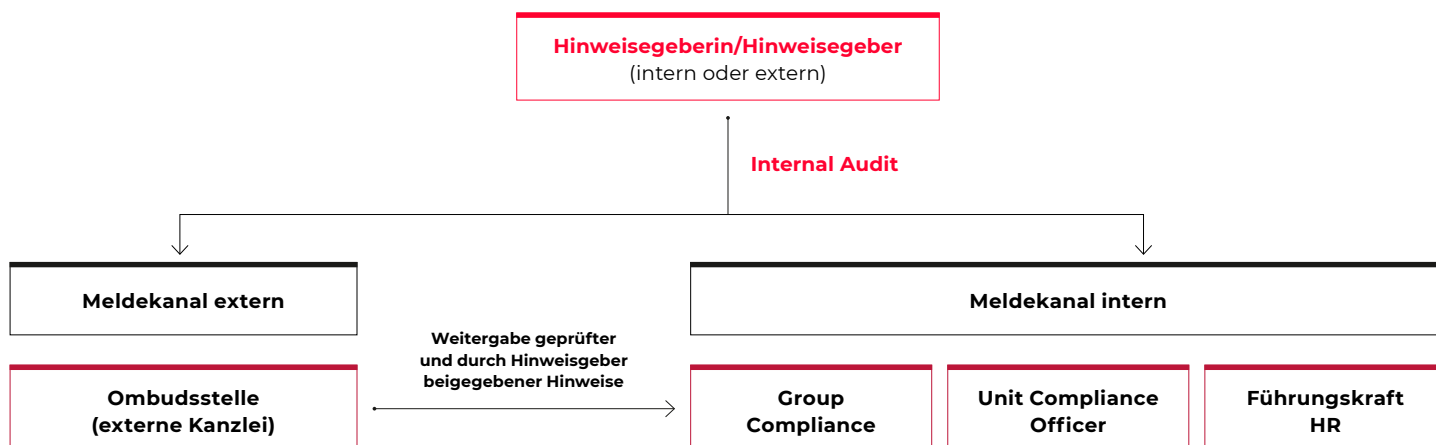 Hinweisegeberin/Hinweisegeber
(intern oder extern)
Internal Audit
Meldekanal extern
Meldekanal intern
Weitergabe geprüfter
und durch Hinweisgeber
beigegebener Hinweise
Ombudsstelle
(externe Kanzlei)
Group
Compliance
Unit Compliance
Officer
Führungskraft
HR